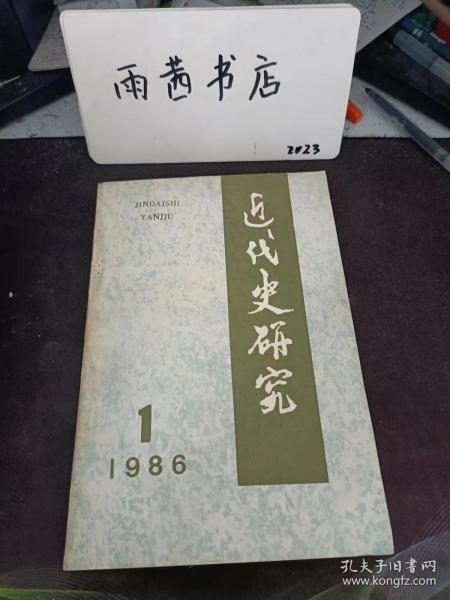 雨茜书店
2023
JINDAISHI
YANJIU
近代史研究
1
1986
孔夫子旧书网
www.kongfz.com